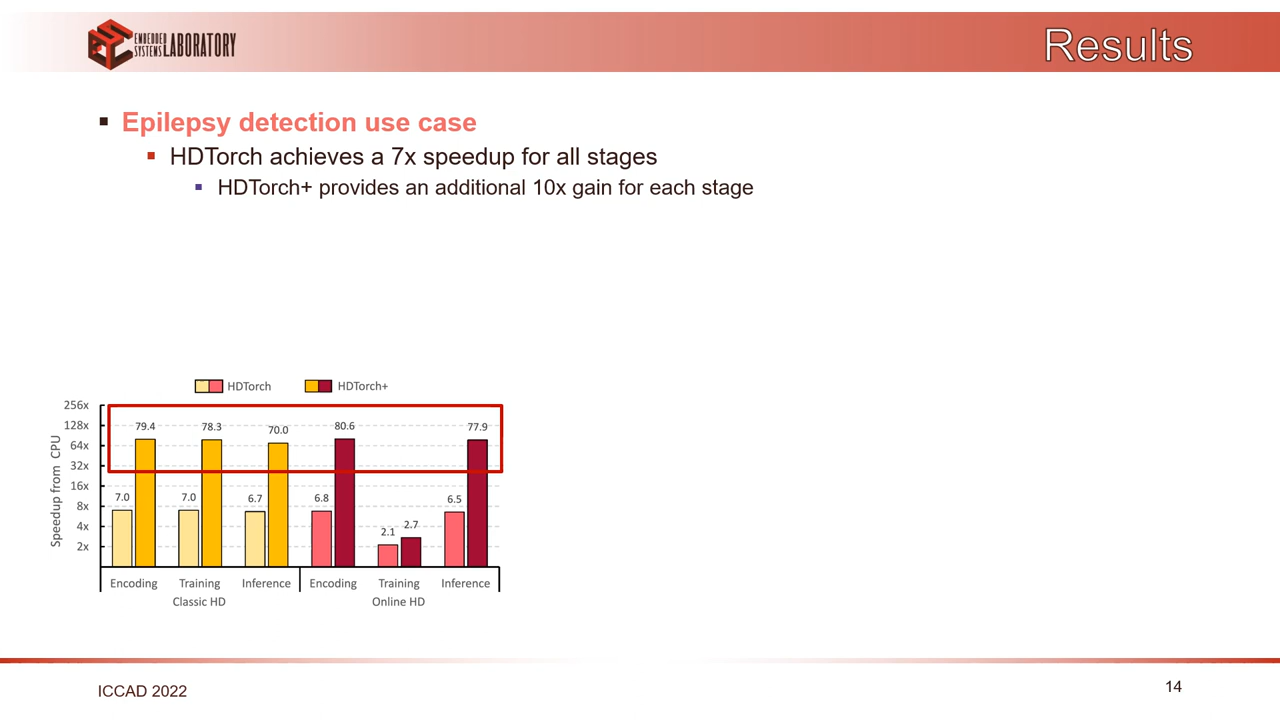 EMBEDDED
SYSTEMS LABORATORY
Results
Epilepsy detection use case
HDTorch achieves a 7x speedup for all stages
HDTorch+ provides an additional 10x gain for each stage
HDTorch HDTorch+
Speedup from CPU
256x
128x
64x
32x
16x
8x
4x
2x
79.4 78.3 70.0 80.6 77.9
7.0 7.0 6.7 6.8 2.1 2.7 6.5
Encoding Training Inference Encoding Training Inference
Classic HD Online HD
ICCAD 2022
14